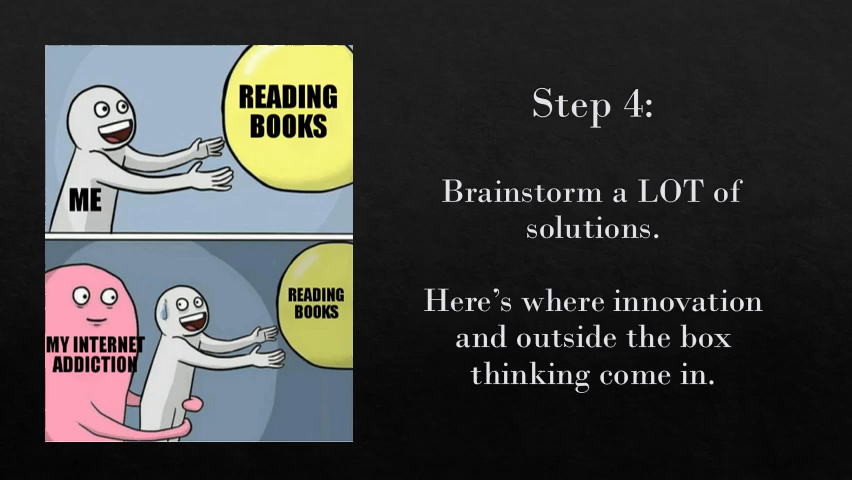 READING
BOOKS
ME
READING
BOOKS
MY INTERNET
ADDICTION
Step 4:
Brainstorm a LOT of
solutions.
Here’s where innovation
and outside the box
thinking come in.